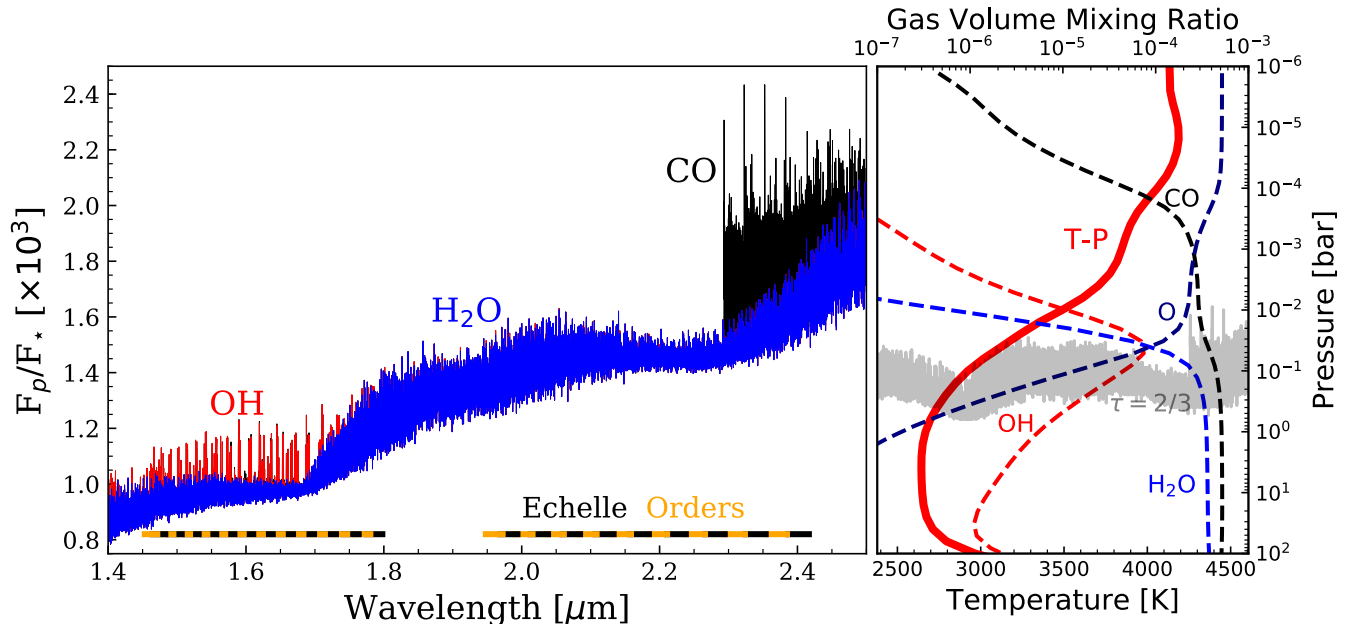 Gas Volume Mixing Ratio
10⁻⁷ 10⁻⁶ 10⁻⁵ 10⁻⁴ 10⁻³
F_p/F_⋆ [×10³]
2.4
2.2
2.0
1.8
1.6
1.4
1.2
1.0
0.8
CO
H₂O
OH
Echelle Orders
1.4 1.6 1.8 2.0 2.2 2.4
Wavelength [μm]
T-P
CO
O
τ = 2/3
OH
H₂O
10⁻⁶
10⁻⁵
10⁻⁴
10⁻³
10⁻²
10⁻¹
10⁰
10¹
10²
Pressure [bar]
2500 3000 3500 4000 4500
Temperature [K]